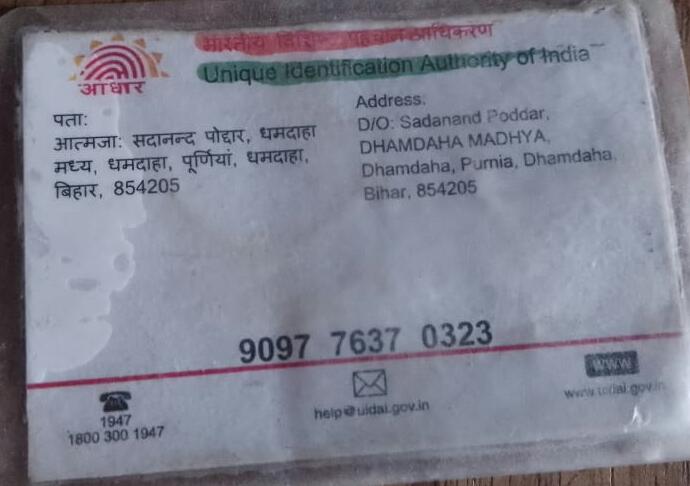 भारतीय विशिष्ट पहचान प्राधिकरण
Unique Identification Authority of India
आधार
पता:
आत्मजा: सदानन्द पोद्दार, धमदाहा
मध्य, धमदाहा, पूर्णियां, धमदाहा,
बिहार, 854205
Address:
D/O: Sadanand Poddar,
DHAMDAHA MADHYA,
Dhamdaha, Purnia, Dhamdaha,
Bihar, 854205
9097 7637 0323
1947
1800 300 1947
help@uidai.gov.in
www
www.uidai.gov.in